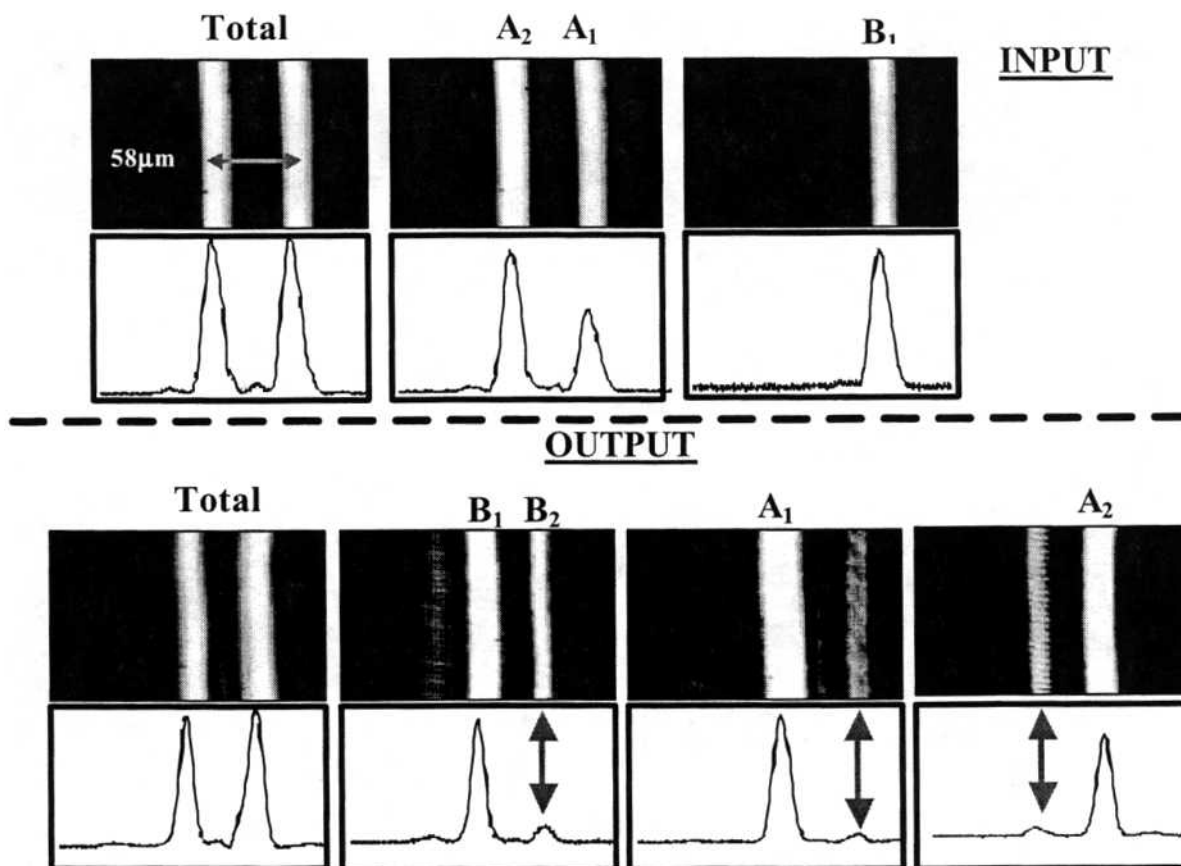 Total
A₂ A₁
B₁
INPUT
58μm
OUTPUT
Total
B₁ B₂
A₁
A₂